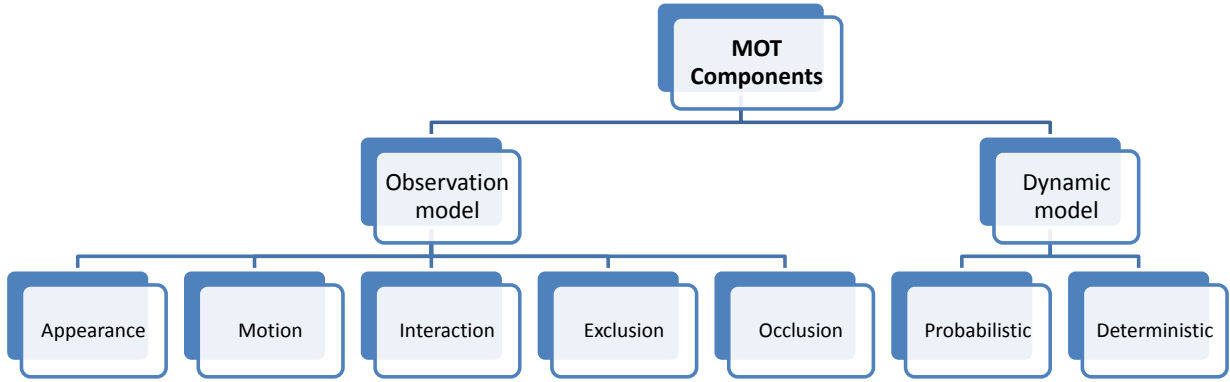 MOT
Components
Observation
model
Dynamic
model
Appearance
Motion
Interaction
Exclusion
Occlusion
Probabilistic
Deterministic